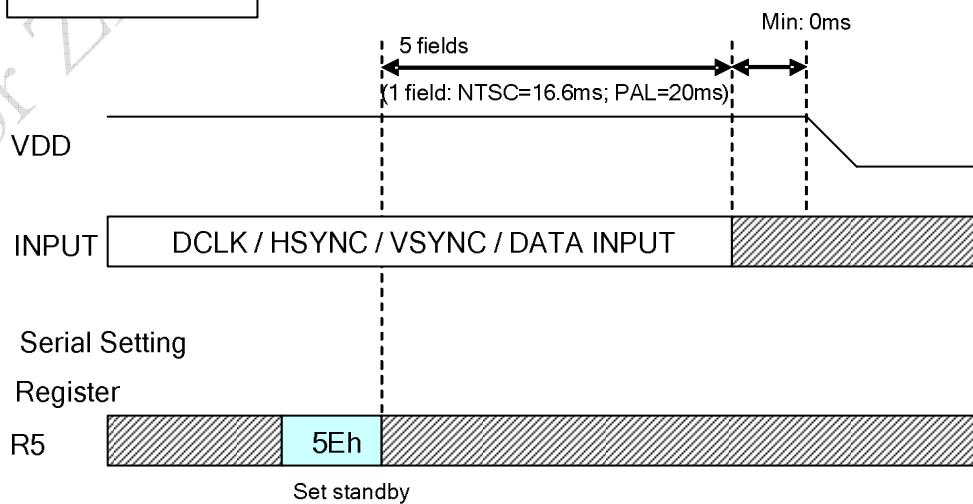 Min: 0ms
5 fields
(1 field: NTSC=16.6ms; PAL=20ms)
VDD
INPUT
DCLK / HSYNC / VSYNC / DATA INPUT
Serial Setting
Register
R5
5Eh
Set standby